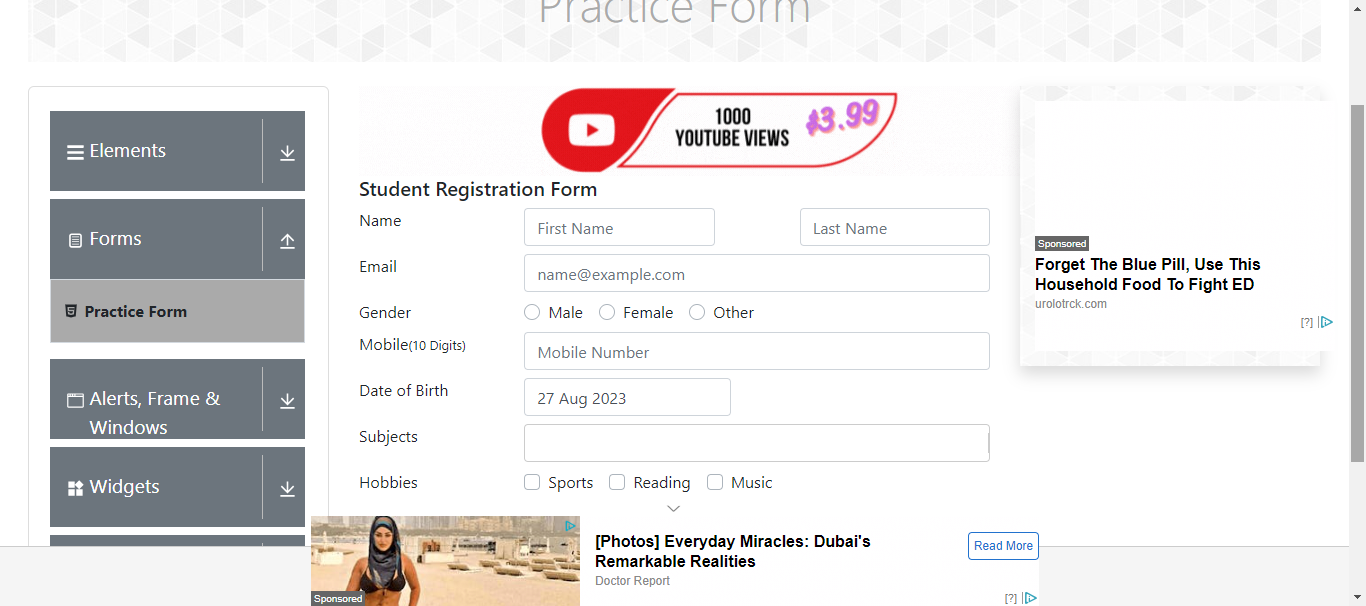 Practice Form
Elements
Forms
Practice Form
Alerts, Frame &
Windows
Widgets
1000
YOUTUBE VIEWS
$3.99
Student Registration Form
Name
First Name
Last Name
Email
name@example.com
Gender
Male
Female
Other
Mobile(10 Digits)
Mobile Number
Date of Birth
27 Aug 2023
Subjects
Hobbies
Sports
Reading
Music
Sponsored
Forget The Blue Pill, Use This
Household Food To Fight ED
urolotrck.com
[?]
Sponsored
[Photos] Everyday Miracles: Dubai's
Remarkable Realities
Doctor Report
Read More
[?]